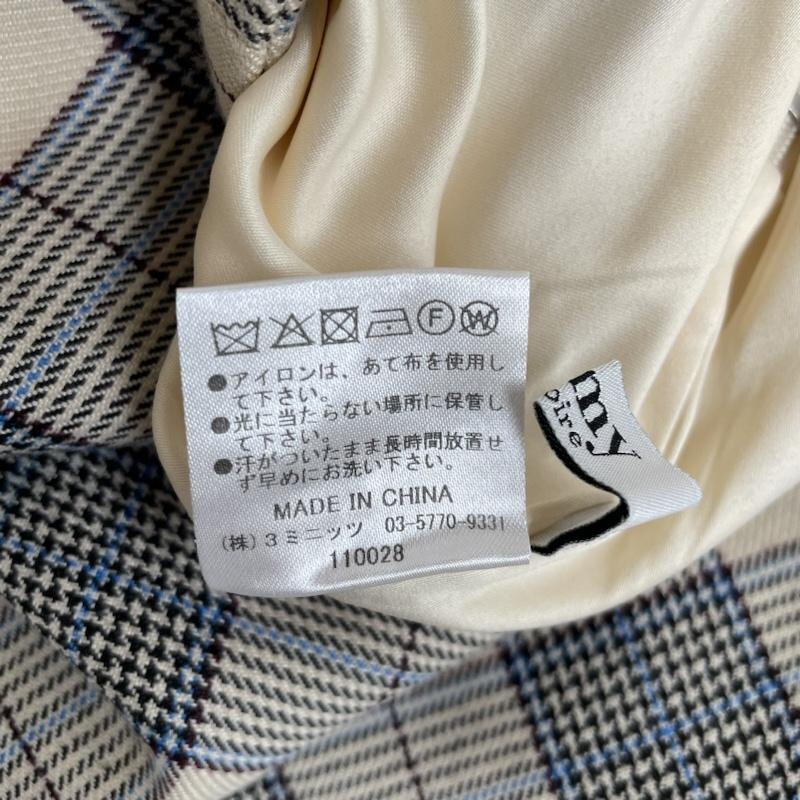 F W
●アイロンは、あて布を使用し
て下さい。
●光に当たらない場所に保管し
て下さい。
●汗がついたまま長時間放置せ
ず早めにお洗い下さい。
MADE IN CHINA
(株)3ミニッツ 03-5770-9331
110028
my
oire